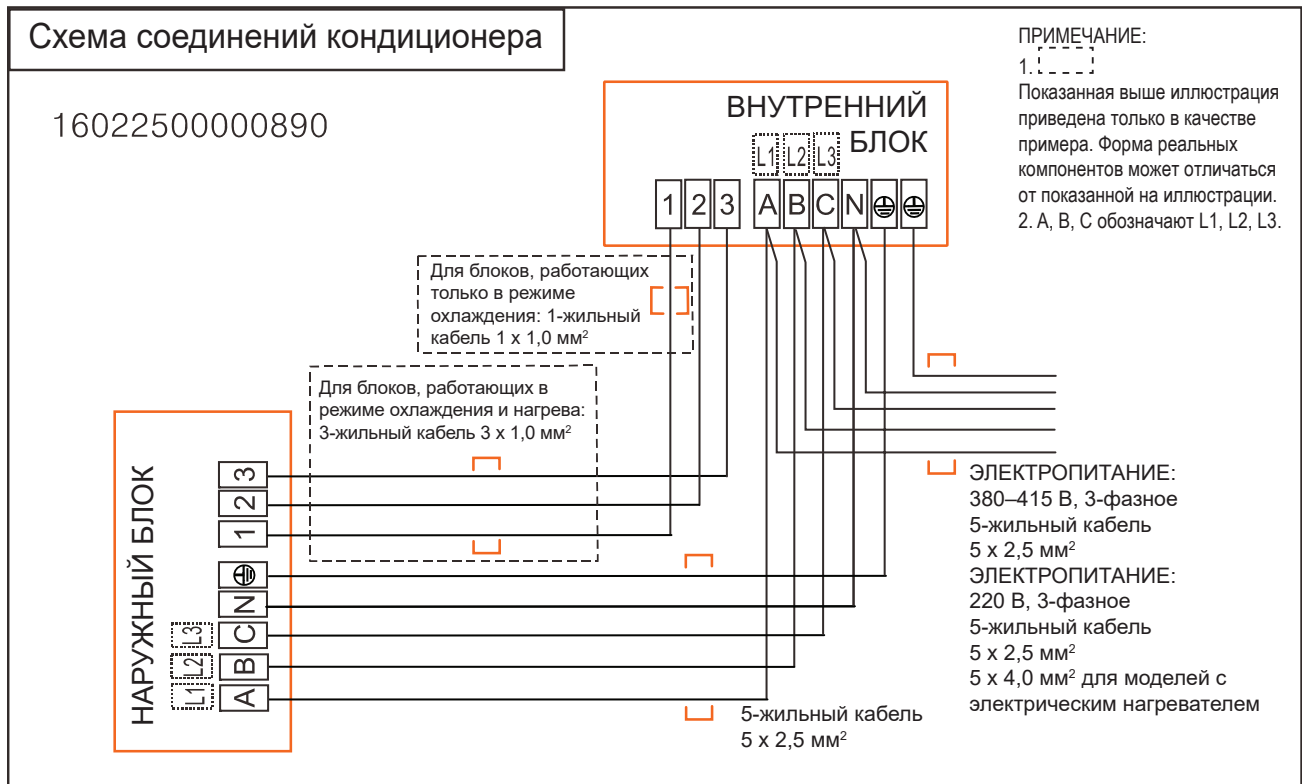 Схема соединений кондиционера
16022500000890
ПРИМЕЧАНИЕ:
1.
Показанная выше иллюстрация
приведена только в качестве
примера. Форма реальных
компонентов может отличаться
от показанной на иллюстрации.
2. A, B, C обозначают L1, L2, L3.
ВНУТРЕННИЙ
БЛОК
L1 L2 L3
1 2 3 A B C N
Для блоков, работающих
только в режиме
охлаждения: 1-жильный
кабель 1 x 1,0 мм²
Для блоков, работающих в
режиме охлаждения и нагрева:
3-жильный кабель 3 x 1,0 мм²
НАРУЖНЫЙ БЛОК
3
2
1
N
L3 C
L2 B
L1 A
ЭЛЕКТРОПИТАНИЕ:
380–415 В, 3-фазное
5-жильный кабель
5 x 2,5 мм²
ЭЛЕКТРОПИТАНИЕ:
220 В, 3-фазное
5-жильный кабель
5 x 2,5 мм²
5 x 4,0 мм² для моделей с
электрическим нагревателем
5-жильный кабель
5 x 2,5 мм²